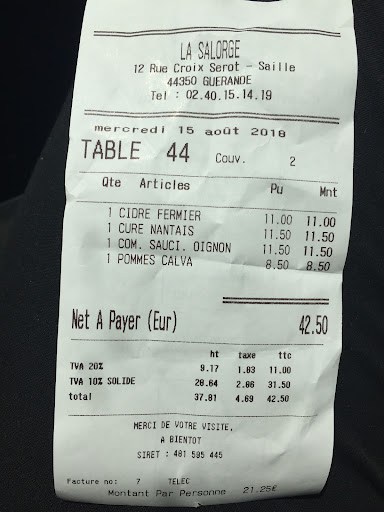 LA SALORGE
12 Rue Croix Serot - Saille
44350 GUERANDE
Tel : 02.40.15.14.19
mercredi 15 août 2018
TABLE 44 Couv. 2
Qte Articles Pu Mnt
1 CIDRE FERMIER 11.00 11.00
1 CURE NANTAIS 11.50 11.50
1 COM. SAUCI. OIGNON 11.50 11.50
1 POMMES CALVA 8.50 8.50
Net A Payer (Eur) 42.50
ht taxe ttc
TVA 20% 9.17 1.83 11.00
TVA 10% SOLIDE 28.64 2.86 31.50
total 37.81 4.69 42.50
MERCI DE VOTRE VISITE,
A BIENTOT
SIRET : 481 595 445
Facture no: 7 TELEC
Montant Par Personne 21.25€